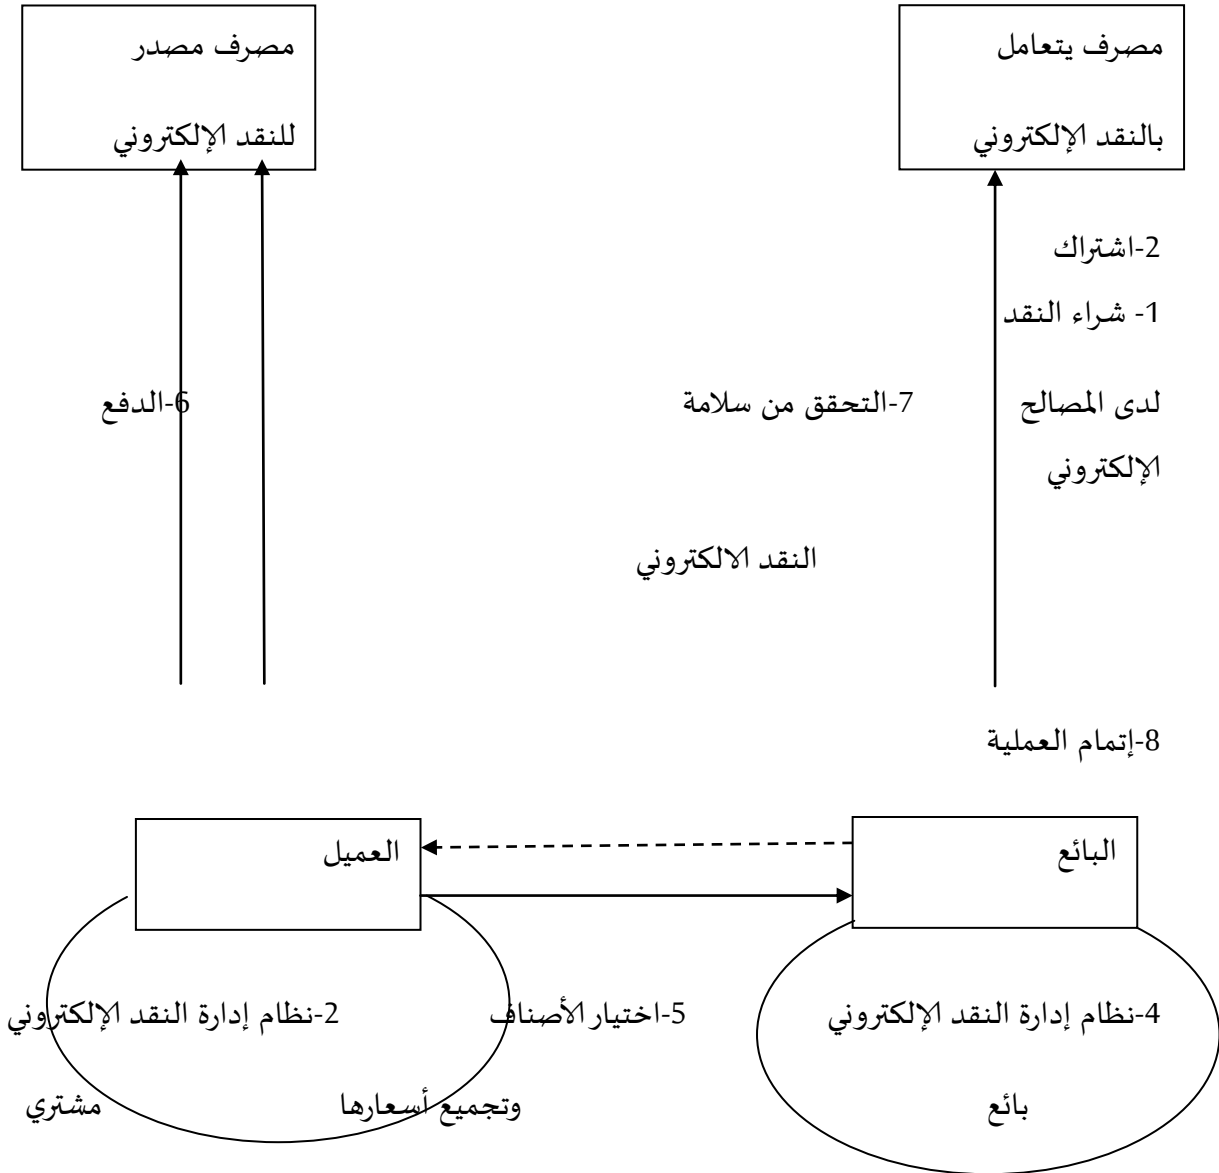 مصرف يتعامل
مصرف مصدر
بالنقد الإلكتروني
للنقد الإلكتروني
2-اشتراك
1- شراء النقد
لدى المصالح
7-التحقق من سلامة
6-الدفع
الإلكتروني
النقد الالكتروني
8-إتمام العملية
البائع
العميل
4-نظام إدارة النقد الإلكتروني
5-اختيار الأصناف
2-نظام إدارة النقد الإلكتروني
بائع
وتجميع أسعارها
مشتري